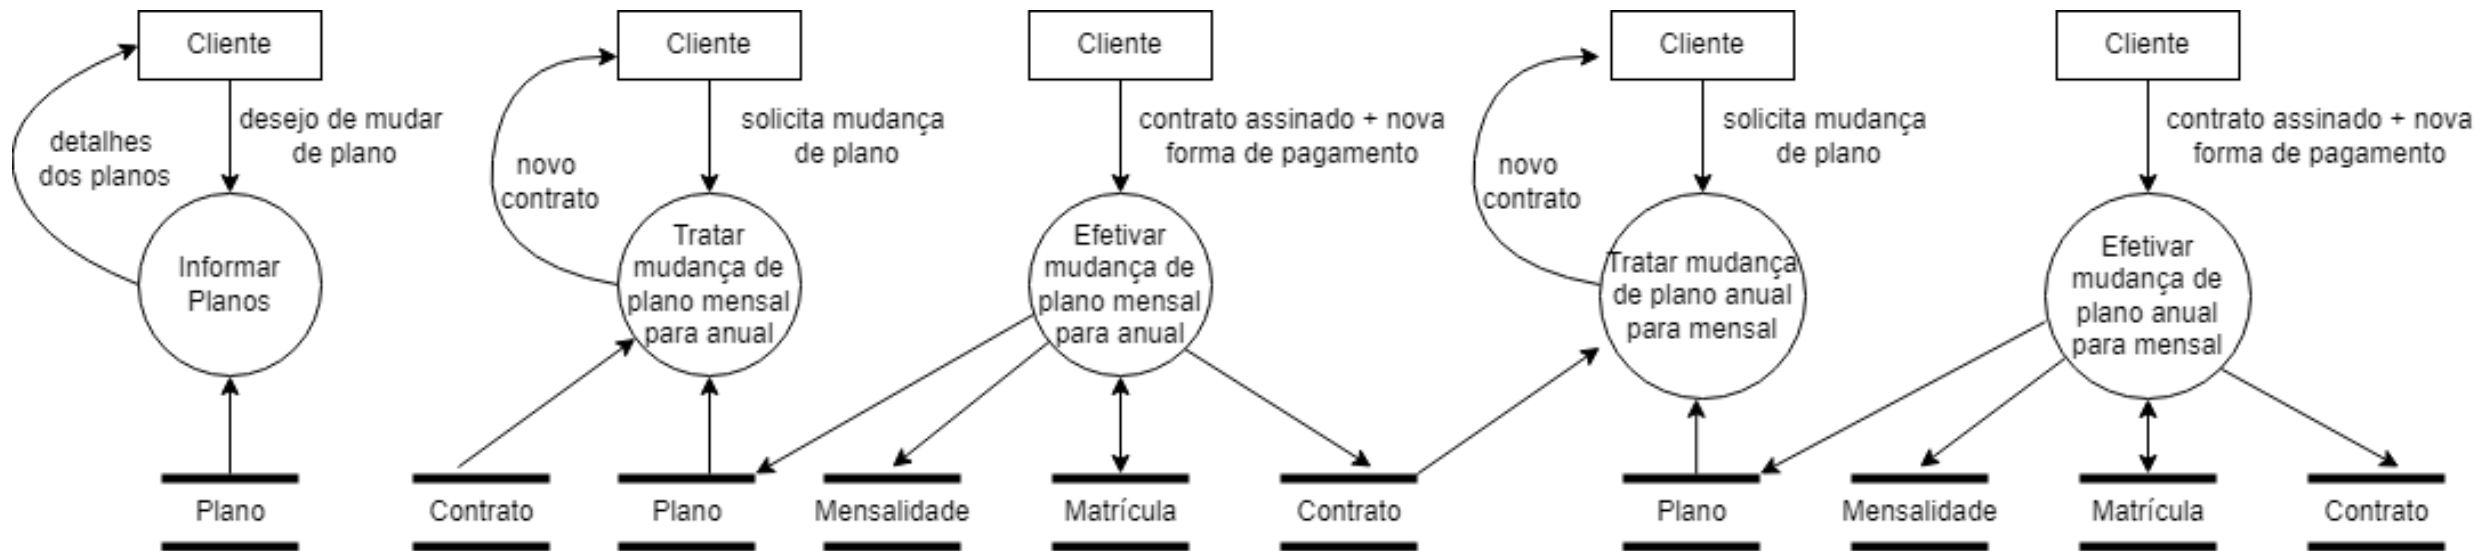 Cliente
desejo de mudar
de plano
detalhes
dos planos
Informar
Planos
Plano
Cliente
solicita mudança
de plano
novo
contrato
Tratar
mudança de
plano mensal
para anual
Contrato
Plano
Cliente
contrato assinado + nova
forma de pagamento
Efetivar
mudança de
plano mensal
para anual
Mensalidade
Matrícula
Contrato
Cliente
solicita mudança
de plano
novo
contrato
Tratar mudança
de plano anual
para mensal
Plano
Cliente
contrato assinado + nova
forma de pagamento
Efetivar
mudança de
plano anual
para mensal
Mensalidade
Matrícula
Contrato